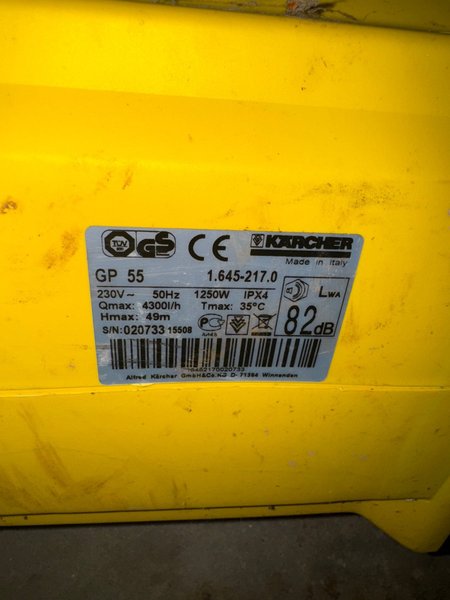 TÜV GS CE KÄRCHER
Made in Italy
GP 55 1.645-217.0
230V~ 50Hz 1250W IPX4
Qmax: 4300l/h Tmax: 35°C
Hmax: 49m
LWA
82dB
S/N: 020733 15508
Alfred Kärcher GmbH&Co.KG D- 71364 Winnenden